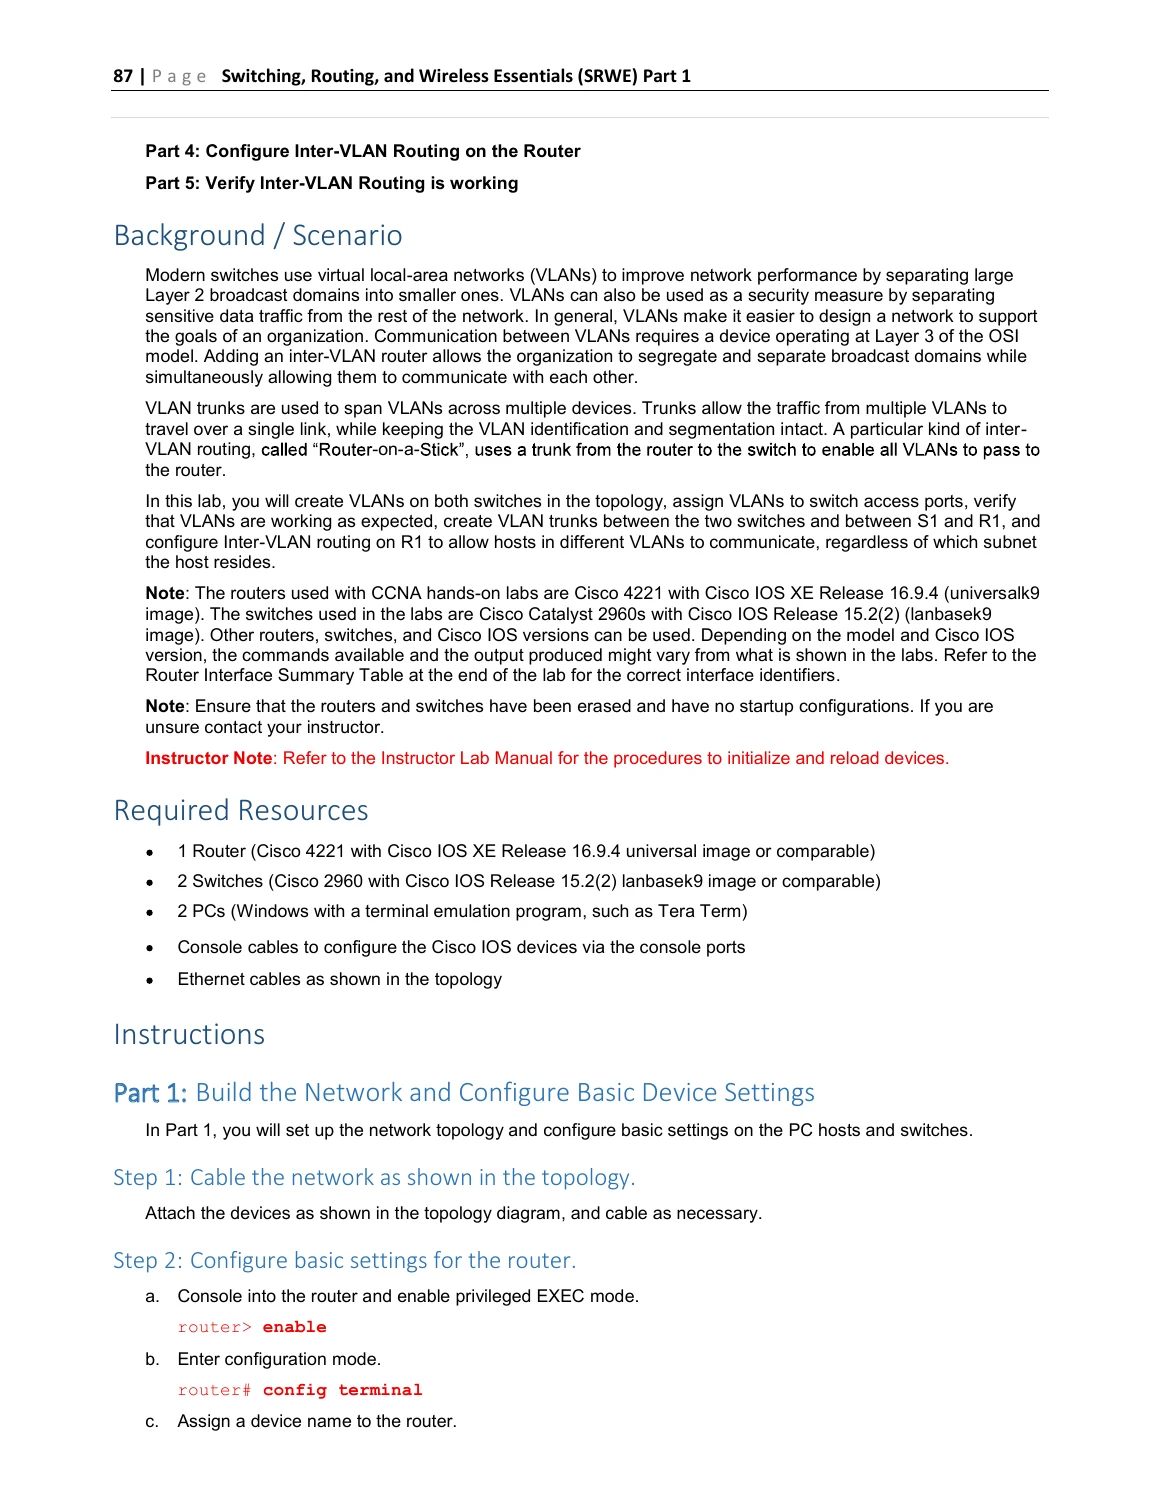 87 | P a g e Switching, Routing, and Wireless Essentials (SRWE) Part 1
Part 4: Configure Inter-VLAN Routing on the Router
Part 5: Verify Inter-VLAN Routing is working
Background / Scenario
Modern switches use virtual local-area networks (VLANs) to improve network performance by separating large
Layer 2 broadcast domains into smaller ones. VLANs can also be used as a security measure by separating
sensitive data traffic from the rest of the network. In general, VLANs make it easier to design a network to support
the goals of an organization. Communication between VLANs requires a device operating at Layer 3 of the OSI
model. Adding an inter-VLAN router allows the organization to segregate and separate broadcast domains while
simultaneously allowing them to communicate with each other.
VLAN trunks are used to span VLANs across multiple devices. Trunks allow the traffic from multiple VLANs to
travel over a single link, while keeping the VLAN identification and segmentation intact. A particular kind of inter-
VLAN routing, called “Router-on-a-Stick”, uses a trunk from the router to the switch to enable all VLANs to pass to
the router.
In this lab, you will create VLANs on both switches in the topology, assign VLANs to switch access ports, verify
that VLANs are working as expected, create VLAN trunks between the two switches and between S1 and R1, and
configure Inter-VLAN routing on R1 to allow hosts in different VLANs to communicate, regardless of which subnet
the host resides.
Note: The routers used with CCNA hands-on labs are Cisco 4221 with Cisco IOS XE Release 16.9.4 (universalk9
image). The switches used in the labs are Cisco Catalyst 2960s with Cisco IOS Release 15.2(2) (lanbasek9
image). Other routers, switches, and Cisco IOS versions can be used. Depending on the model and Cisco IOS
version, the commands available and the output produced might vary from what is shown in the labs. Refer to the
Router Interface Summary Table at the end of the lab for the correct interface identifiers.
Note: Ensure that the routers and switches have been erased and have no startup configurations. If you are
unsure contact your instructor.
Instructor Note: Refer to the Instructor Lab Manual for the procedures to initialize and reload devices.
Required Resources
• 1 Router (Cisco 4221 with Cisco IOS XE Release 16.9.4 universal image or comparable)
• 2 Switches (Cisco 2960 with Cisco IOS Release 15.2(2) lanbasek9 image or comparable)
• 2 PCs (Windows with a terminal emulation program, such as Tera Term)
• Console cables to configure the Cisco IOS devices via the console ports
• Ethernet cables as shown in the topology
Instructions
Part 1: Build the Network and Configure Basic Device Settings
In Part 1, you will set up the network topology and configure basic settings on the PC hosts and switches.
Step 1: Cable the network as shown in the topology.
Attach the devices as shown in the topology diagram, and cable as necessary.
Step 2: Configure basic settings for the router.
a. Console into the router and enable privileged EXEC mode.
router> enable
b. Enter configuration mode.
router# config terminal
c. Assign a device name to the router.